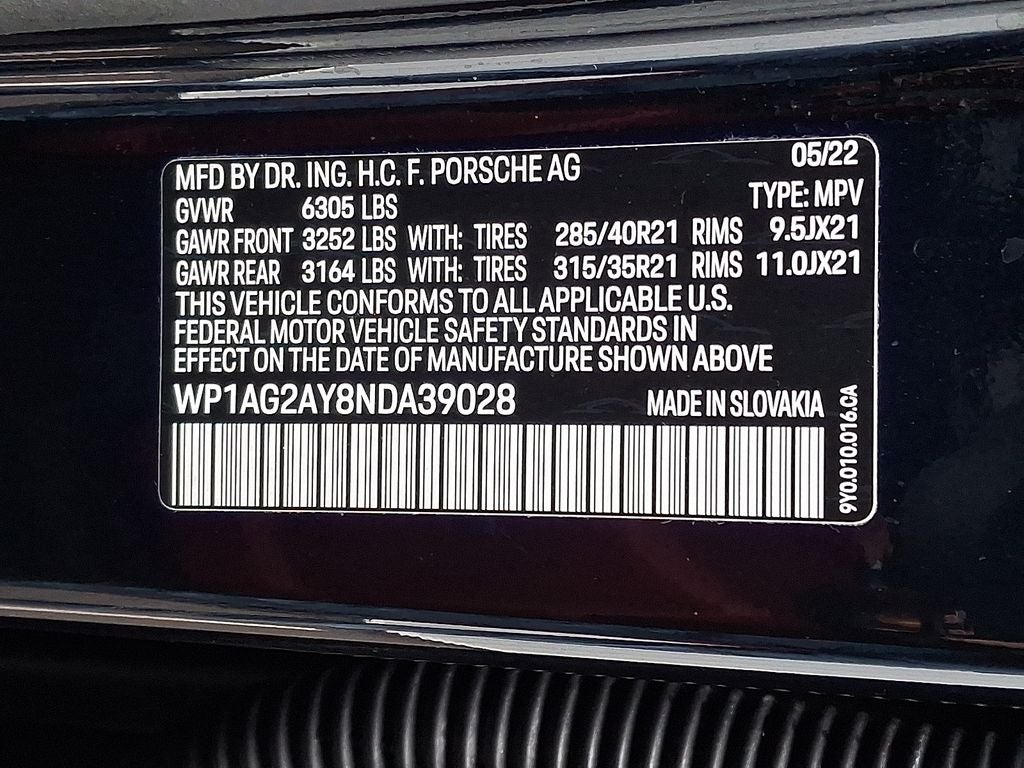 MFD BY DR. ING. H.C. F. PORSCHE AG 05/22
GVWR 6305 LBS TYPE: MPV
GAWR FRONT 3252 LBS WITH: TIRES 285/40R21 RIMS 9.5JX21
GAWR REAR 3164 LBS WITH: TIRES 315/35R21 RIMS 11.0JX21
THIS VEHICLE CONFORMS TO ALL APPLICABLE U.S.
FEDERAL MOTOR VEHICLE SAFETY STANDARDS IN
EFFECT ON THE DATE OF MANUFACTURE SHOWN ABOVE
WP1AG2AY8NDA39028 MADE IN SLOVAKIA
9Y0.010.016.CA